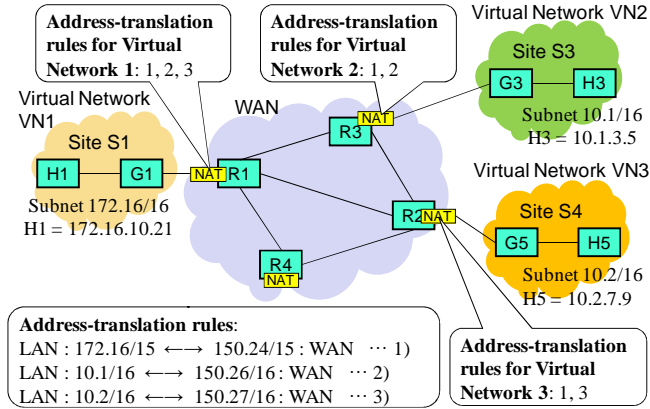 Address-translation
rules for Virtual
Network 1: 1, 2, 3
Address-translation
rules for Virtual
Network 2: 1, 2
Virtual Network VN2
Site S3
G3
H3
Subnet 10.1/16
H3 = 10.1.3.5
Virtual Network
VN1
Site S1
H1
G1
Subnet 172.16/16
H1 = 172.16.10.21
WAN
NAT
R1
R3
NAT
R2
NAT
R4
NAT
Virtual Network VN3
Site S4
G5
H5
Subnet 10.2/16
H5 = 10.2.7.9
Address-translation rules:
LAN : 172.16/15 ←→ 150.24/15 : WAN ⋯ 1)
LAN : 10.1/16 ←→ 150.26/16 : WAN ⋯ 2)
LAN : 10.2/16 ←→ 150.27/16 : WAN ⋯ 3)
Address-translation
rules for Virtual
Network 3: 1, 3